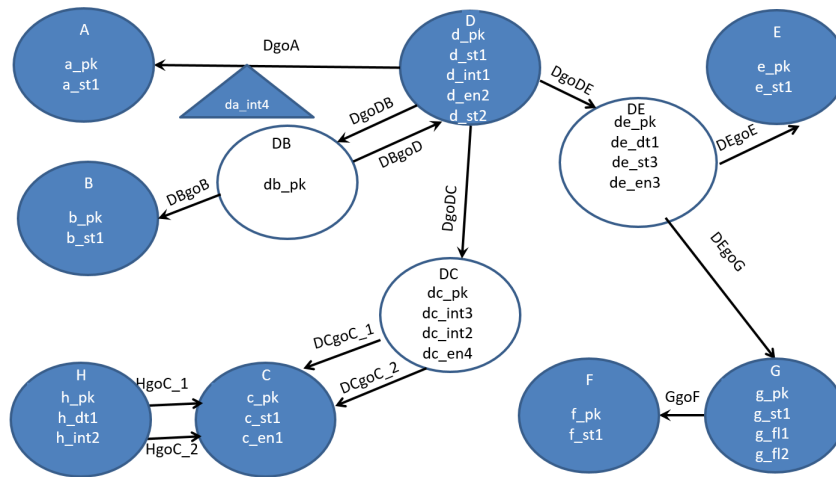 A
a_pk
a_st1
DgoA
da_int4
D
d_pk
d_st1
d_int1
d_en2
d_st2
DgoDE
E
e_pk
e_st1
DE
de_pk
de_dt1
de_st3
de_en3
DEgoE
DgoDB
DBgoD
DB
db_pk
DBgoB
B
b_pk
b_st1
DgoDC
DEgoG
DC
dc_pk
dc_int3
dc_int2
dc_en4
DCgoC_1
DCgoC_2
H
h_pk
h_dt1
h_int2
HgoC_1
HgoC_2
C
c_pk
c_st1
c_en1
F
f_pk
f_st1
GgoF
G
g_pk
g_st1
g_fl1
g_fl2